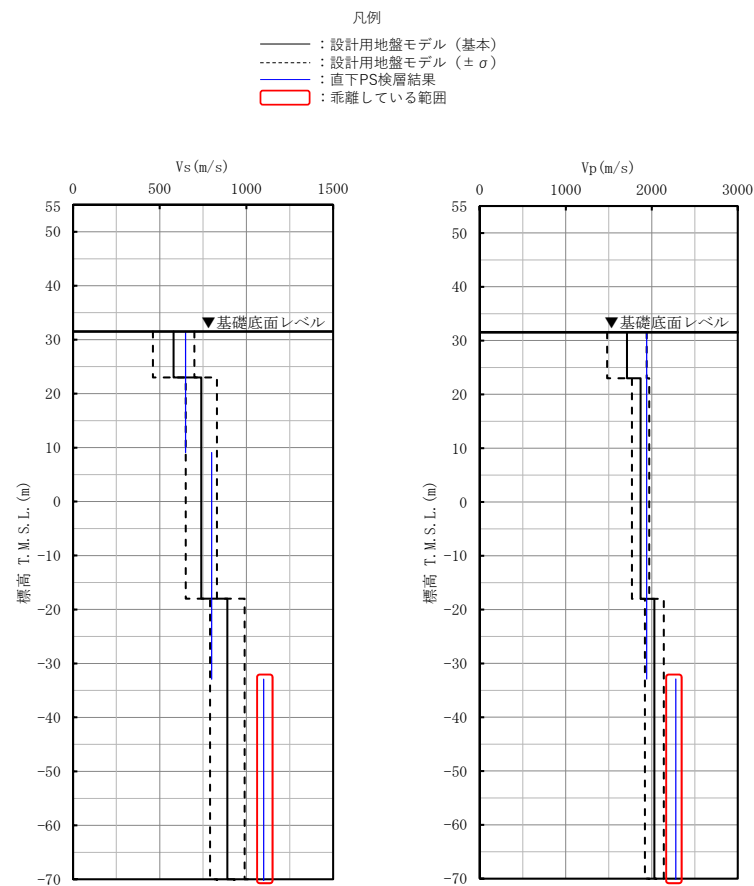 凡例
：設計用地盤モデル（基本）
：設計用地盤モデル（±σ）
：直下PS検層結果
：乖離している範囲
Vs(m/s)
0 500 1000 1500
55
50
40
30
20
10
0
-10
-20
-30
-40
-50
-60
-70
標高 T.M.S.L.(m)
▼基礎底面レベル
Vp(m/s)
0 1000 2000 3000
55
50
40
30
20
10
0
-10
-20
-30
-40
-50
-60
-70
標高 T.M.S.L.(m)
▼基礎底面レベル